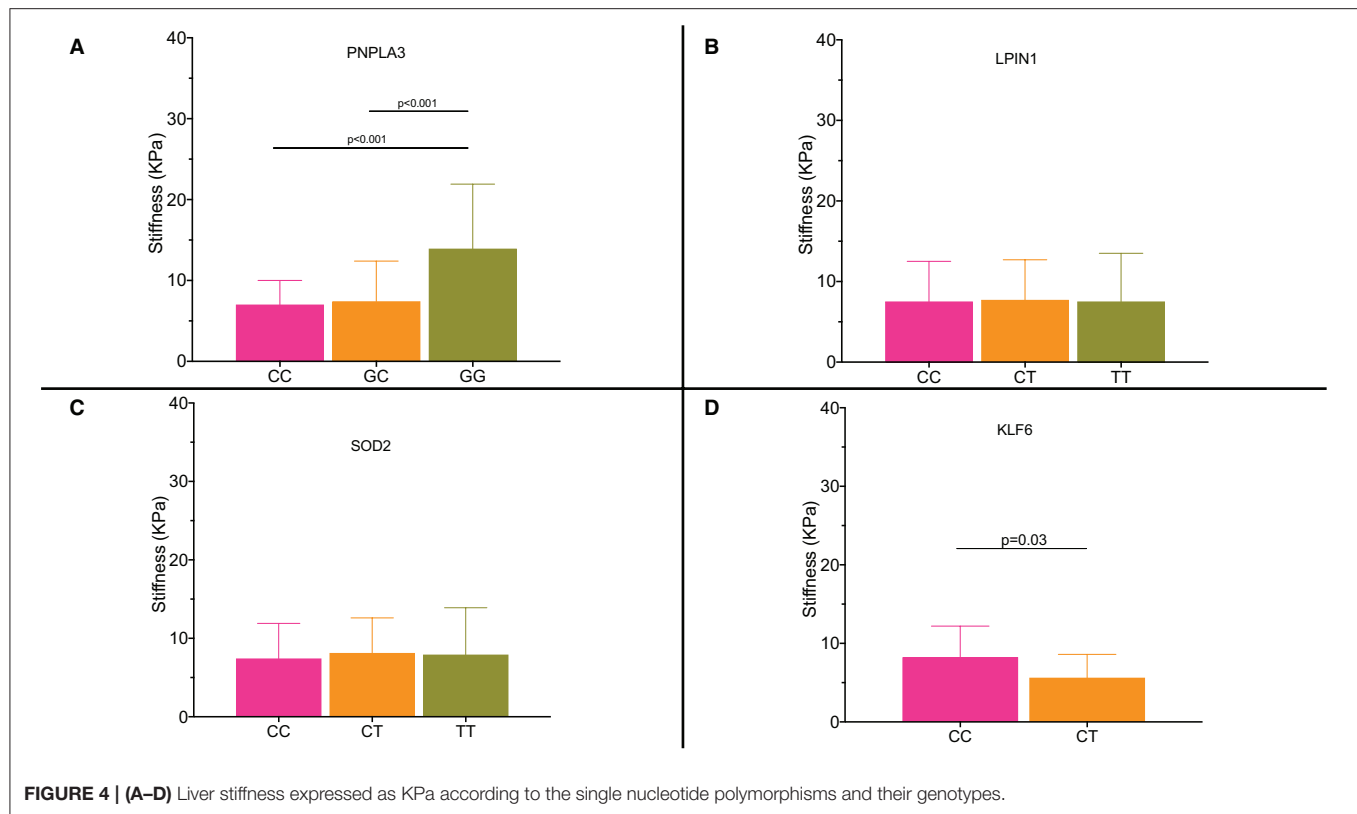 A
PNPLA3
Stiffness (KPa)
40
30
20
10
0
p<0.001
p<0.001
CC GC GG
B
LPIN1
Stiffness (KPa)
40
30
20
10
0
CC CT TT
C
SOD2
Stiffness (KPa)
40
30
20
10
0
CC CT TT
D
KLF6
Stiffness (KPa)
40
30
20
10
0
p=0.03
CC CT
FIGURE 4 | (A–D) Liver stiffness expressed as KPa according to the single nucleotide polymorphisms and their genotypes.